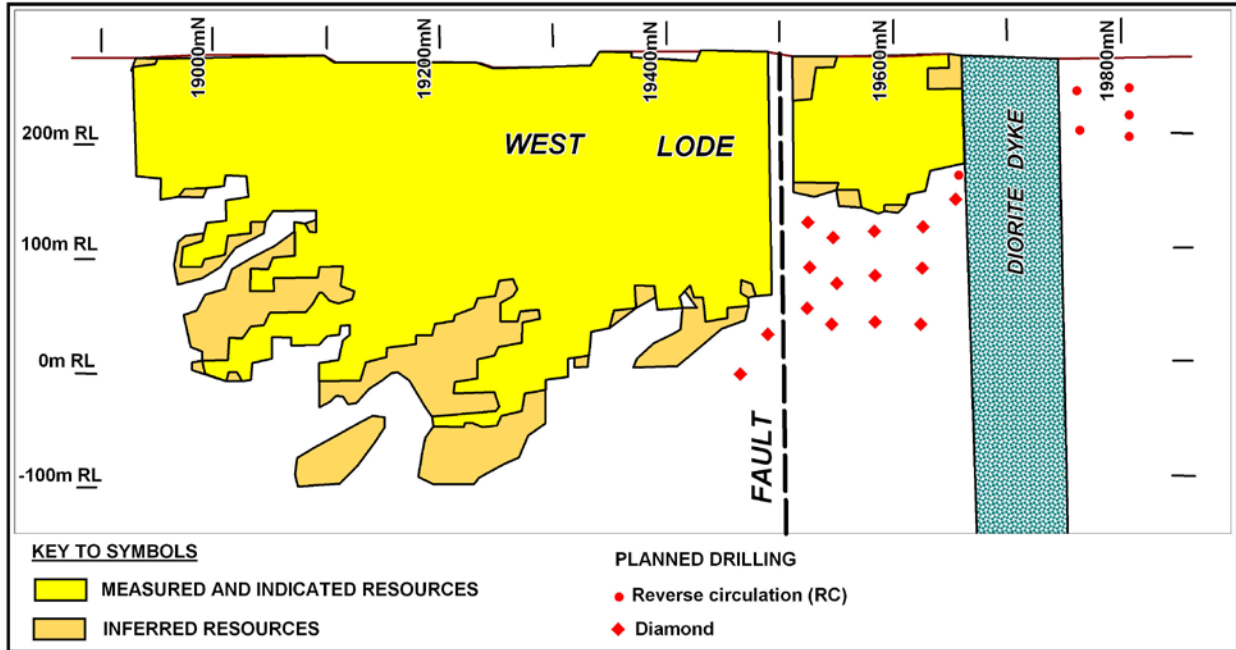 19000mN
19200mN
19400mN
19600mN
19800mN
200m RL
WEST LODE
100m RL
0m RL
-100m RL
FAULT
DIORITE DYKE
KEY TO SYMBOLS
MEASURED AND INDICATED RESOURCES
INFERRED RESOURCES
PLANNED DRILLING
Reverse circulation (RC)
Diamond